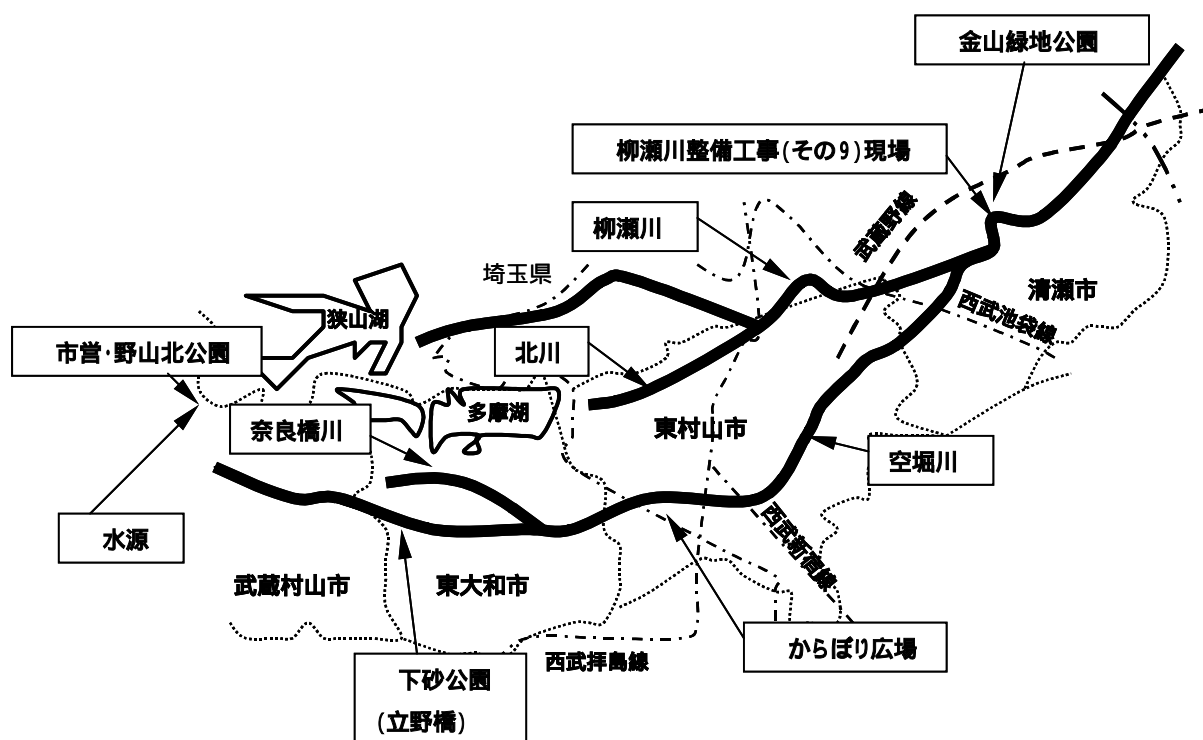 金山緑地公園
柳瀬川整備工事(その9)現場
武蔵野線
柳瀬川
埼玉県
清瀬市
西武池袋線
狭山湖
市営・野山北公園
北川
多摩湖
奈良橋川
東村山市
空堀川
水源
西武新宿線
武蔵村山市
東大和市
からぼり広場
西武拝島線
下砂公園
(立野橋)